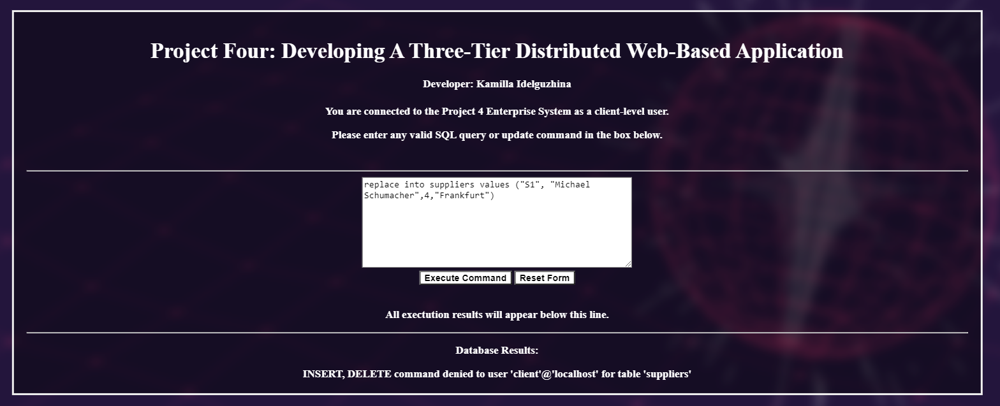 Project Four: Developing A Three-Tier Distributed Web-Based Application
Developer: Kamilla Idelguzhina
You are connected to the Project 4 Enterprise System as a client-level user.
Please enter any valid SQL query or update command in the box below.
replace into suppliers values ("S1", "Michael
Schumacher",4,"Frankfurt")
Execute Command Reset Form
All exectution results will appear below this line.
Database Results:
INSERT, DELETE command denied to user 'client'@'localhost' for table 'suppliers'